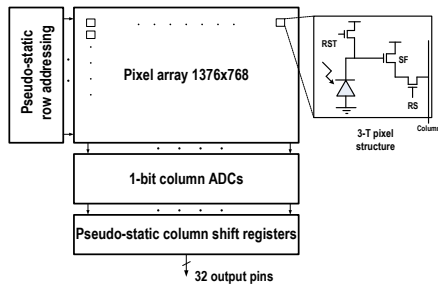 Pseudo-static
row addressing
Pixel array 1376x768
RST
SF
RS
Column
3-T pixel
structure
1-bit column ADCs
Pseudo-static column shift registers
32 output pins